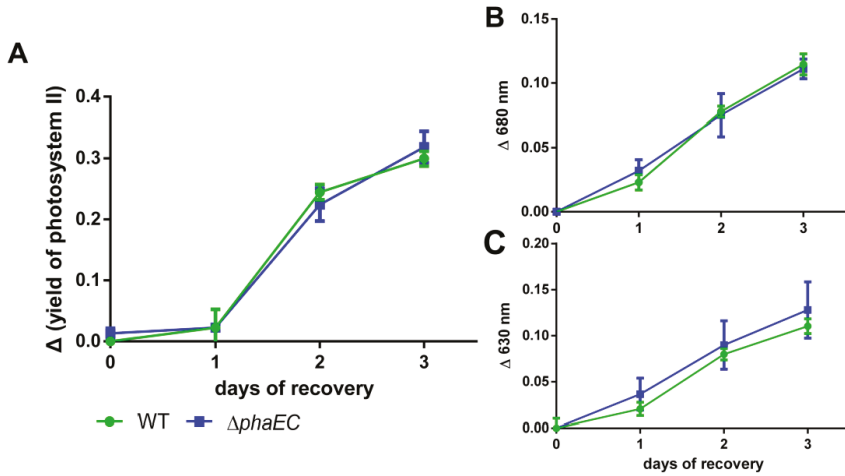 A
Δ (yield of photosystem II)
0.4
0.3
0.2
0.1
0.0
0 1 2 3
days of recovery
WT ΔphaEC
B
Δ 680 nm
0.15
0.10
0.05
0.00
0 1 2 3
C
Δ 630 nm
0.20
0.15
0.10
0.05
0.00
0 1 2 3
days of recovery